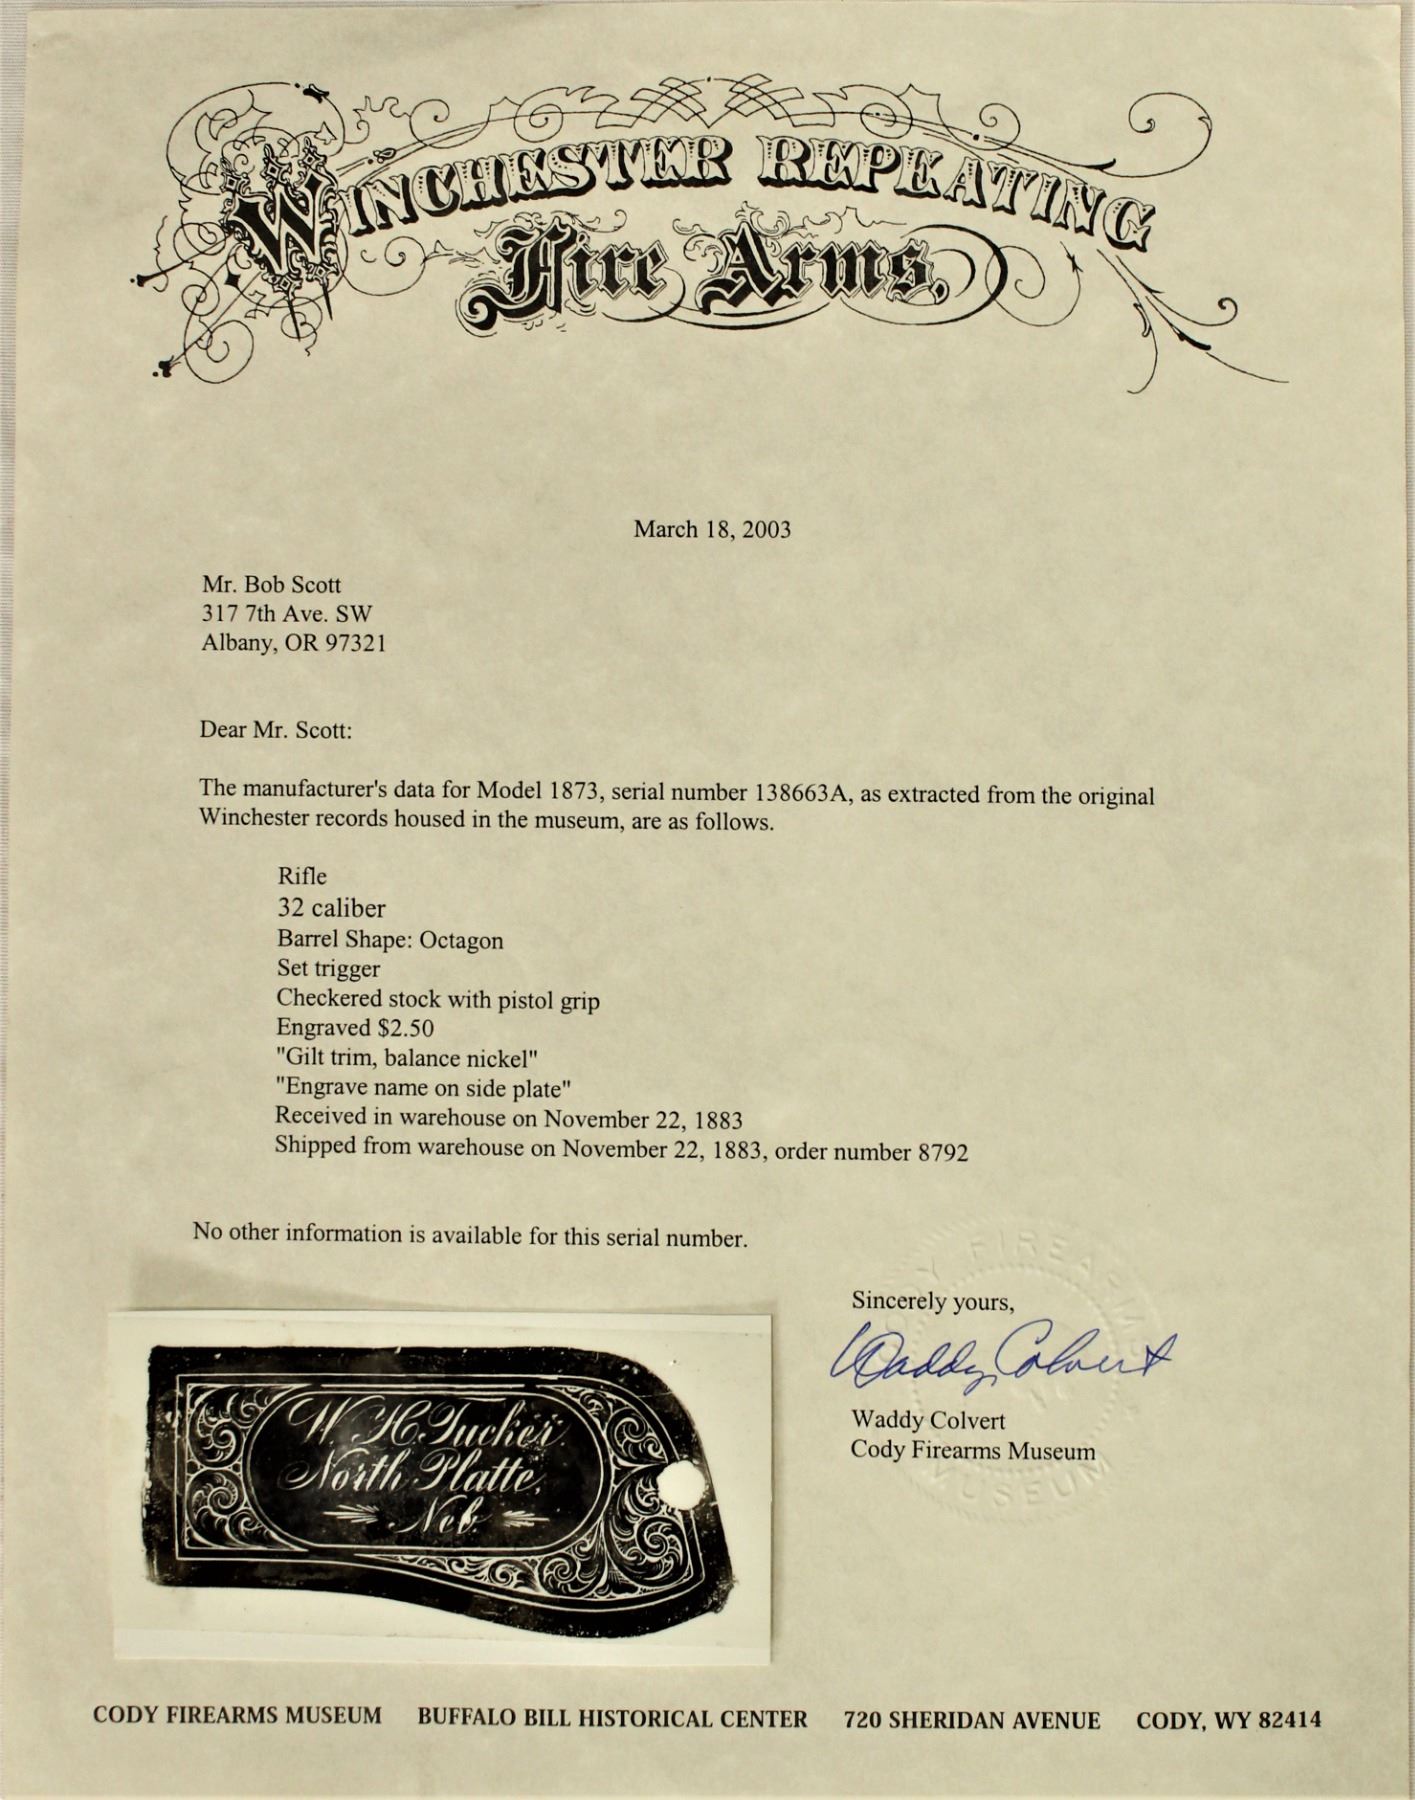 WINCHESTER REPEATING
Fire Arms,
March 18, 2003
Mr. Bob Scott
317 7th Ave. SW
Albany, OR 97321
Dear Mr. Scott:
The manufacturer's data for Model 1873, serial number 138663A, as extracted from the original
Winchester records housed in the museum, are as follows.
Rifle
32 caliber
Barrel Shape: Octagon
Set trigger
Checkered stock with pistol grip
Engraved $2.50
"Gilt trim, balance nickel"
"Engrave name on side plate"
Received in warehouse on November 22, 1883
Shipped from warehouse on November 22, 1883, order number 8792
No other information is available for this serial number.
Sincerely yours,
Waddy Colvert
Waddy Colvert
Cody Firearms Museum
FIREARMS
MUSEUM
W. H. Tucker.
North Platte,
Neb.
CODY FIREARMS MUSEUM BUFFALO BILL HISTORICAL CENTER 720 SHERIDAN AVENUE CODY, WY 82414